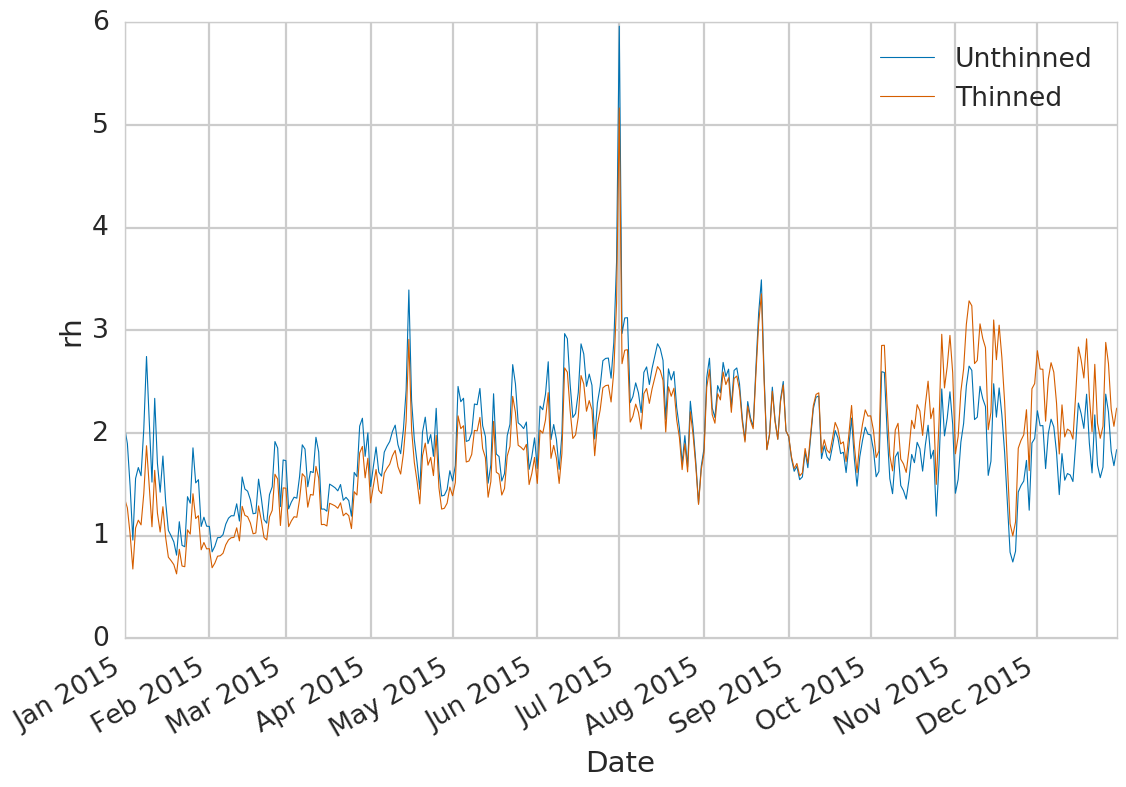 6
5
4
3
2
1
0
rh
Unthinned
Thinned
Jan 2015
Feb 2015
Mar 2015
Apr 2015
May 2015
Jun 2015
Jul 2015
Aug 2015
Sep 2015
Oct 2015
Nov 2015
Dec 2015
Date